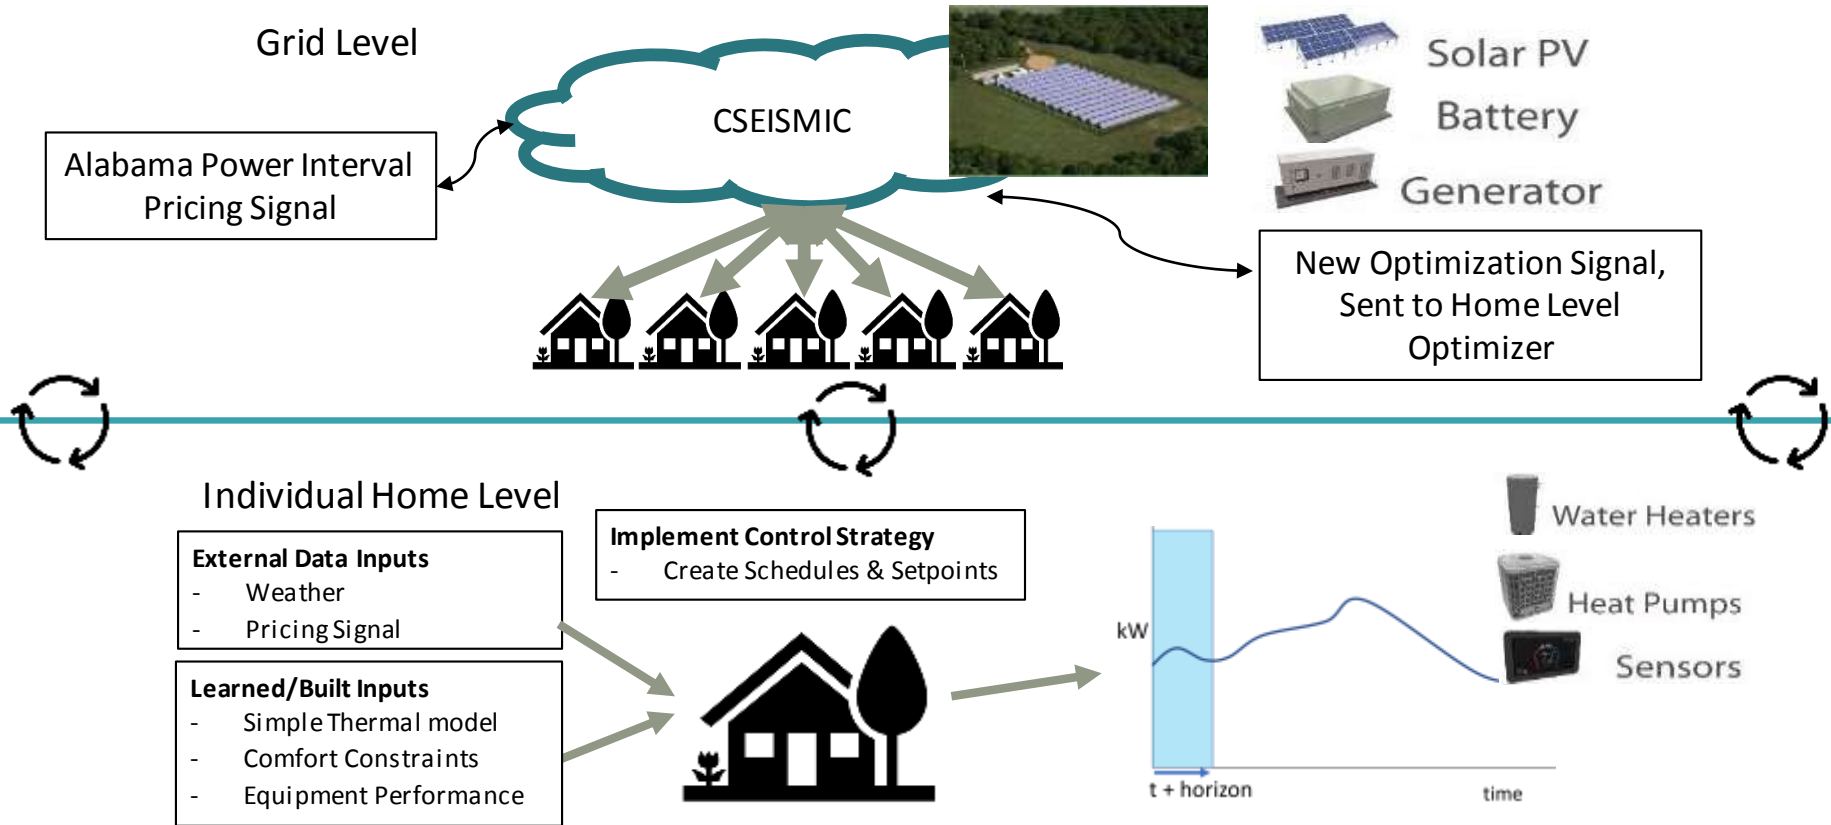 Grid Level
CSEISMIC
Alabama Power Interval
Pricing Signal
Solar PV
Battery
Generator
New Optimization Signal,
Sent to Home Level
Optimizer
Individual Home Level
External Data Inputs
- Weather
- Pricing Signal
Learned/Built Inputs
- Simple Thermal model
- Comfort Constraints
- Equipment Performance
Implement Control Strategy
- Create Schedules & Setpoints
kW
t + horizon
time
Water Heaters
Heat Pumps
Sensors